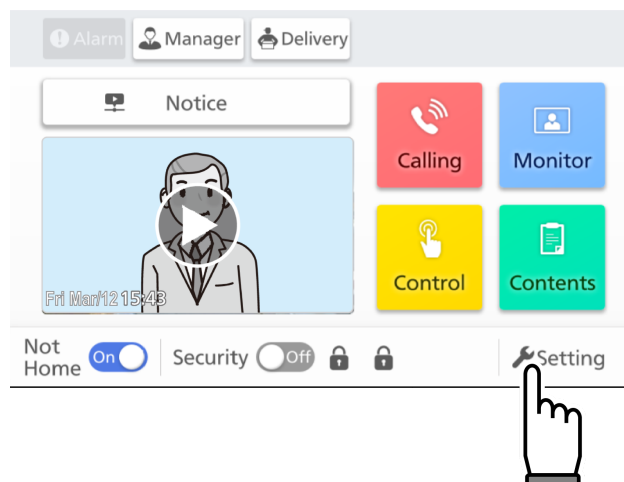 Alarm Manager Delivery
Notice
Calling Monitor
Fri Mar/12 15:43
Control Contents
Not
Home On Security Off Setting